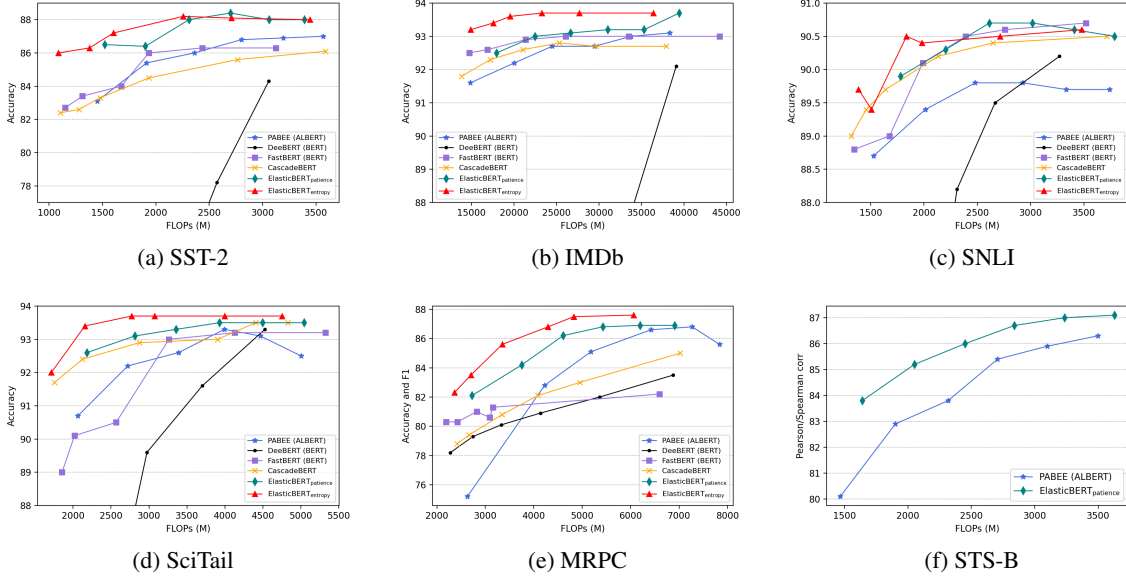 88
86
84
82
80
78
Accuracy
1000 1500 2000 2500 3000 3500
FLOPs (M)
PABEE (ALBERT)
DeeBERT (BERT)
FastBERT (BERT)
CascadeBERT
ElasticBERTpatience
ElasticBERTentropy
(a) SST-2
94
93
92
91
90
89
88
Accuracy
15000 20000 25000 30000 35000 40000 45000
FLOPs (M)
PABEE (ALBERT)
DeeBERT (BERT)
FastBERT (BERT)
CascadeBERT
ElasticBERTpatience
ElasticBERTentropy
(b) IMDb
91.0
90.5
90.0
89.5
89.0
88.5
88.0
Accuracy
1500 2000 2500 3000 3500
FLOPs (M)
PABEE (ALBERT)
DeeBERT (BERT)
FastBERT (BERT)
CascadeBERT
ElasticBERTpatience
ElasticBERTentropy
(c) SNLI
94
93
92
91
90
89
88
Accuracy
2000 2500 3000 3500 4000 4500 5000 5500
FLOPs (M)
PABEE (ALBERT)
DeeBERT (BERT)
FastBERT (BERT)
CascadeBERT
ElasticBERTpatience
ElasticBERTentropy
(d) SciTail
88
86
84
82
80
78
76
Accuracy and F1
2000 3000 4000 5000 6000 7000 8000
FLOPs (M)
PABEE (ALBERT)
DeeBERT (BERT)
FastBERT (BERT)
CascadeBERT
ElasticBERTpatience
ElasticBERTentropy
(e) MRPC
87
86
85
84
83
82
81
80
Pearson/Spearman corr
1500 2000 2500 3000 3500
FLOPs (M)
PABEE (ALBERT)
ElasticBERTpatience
(f) STS-B